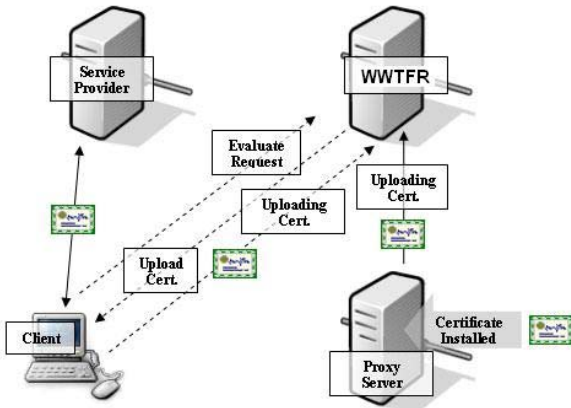 Service
Provider
WWTFR
Evaluate
Request
Uploading
Cert.
Uploading
Cert.
Upload
Cert.
Client
Certificate
Installed
Proxy
Server